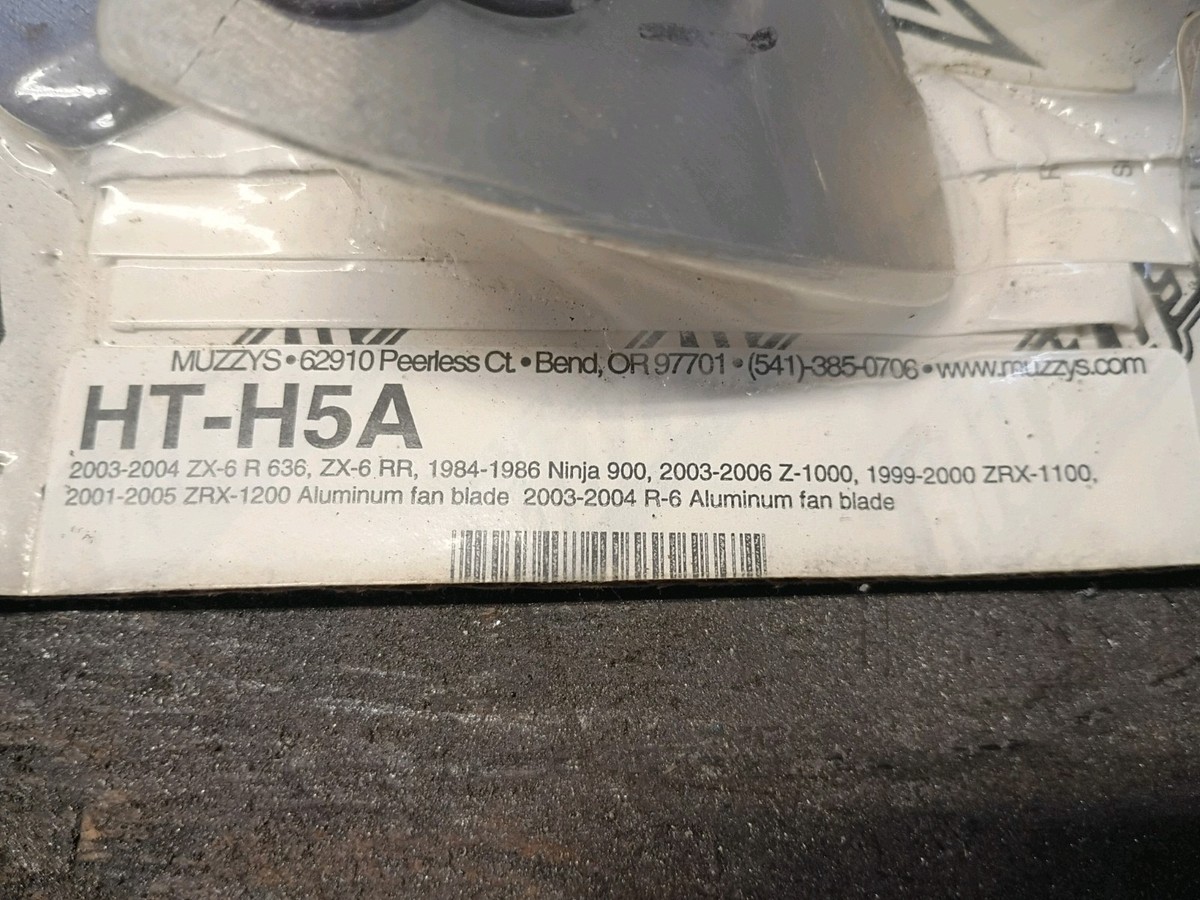 MUZZYS • 62910 Peerless Ct. • Bend, OR 97701 • (541)-385-0706 • www.muzzys.com
HT-H5A
2003-2004 ZX-6 R 636, ZX-6 RR, 1984-1986 Ninja 900, 2003-2006 Z-1000, 1999-2000 ZRX-1100,
2001-2005 ZRX-1200 Aluminum fan blade 2003-2004 R-6 Aluminum fan blade